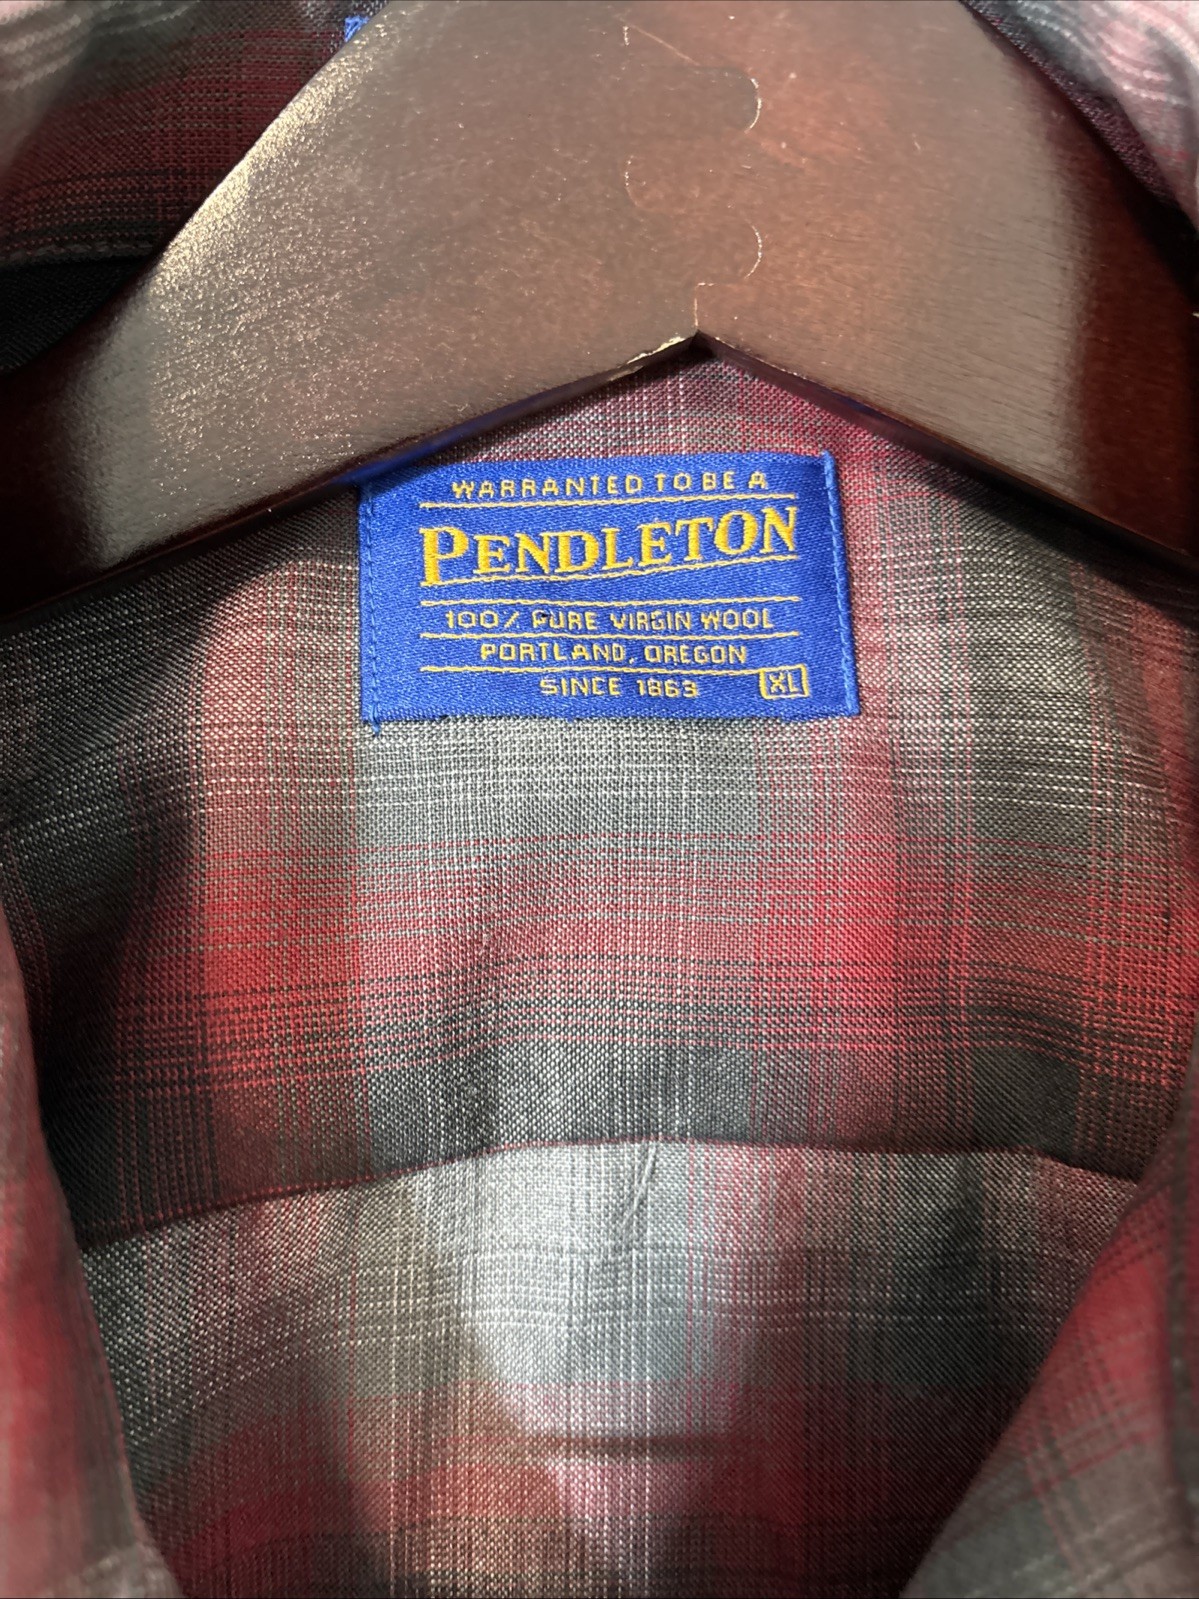 WARRANTED TO BE A
PENDLETON
100% PURE VIRGIN WOOL
PORTLAND, OREGON
SINCE 1863
XL